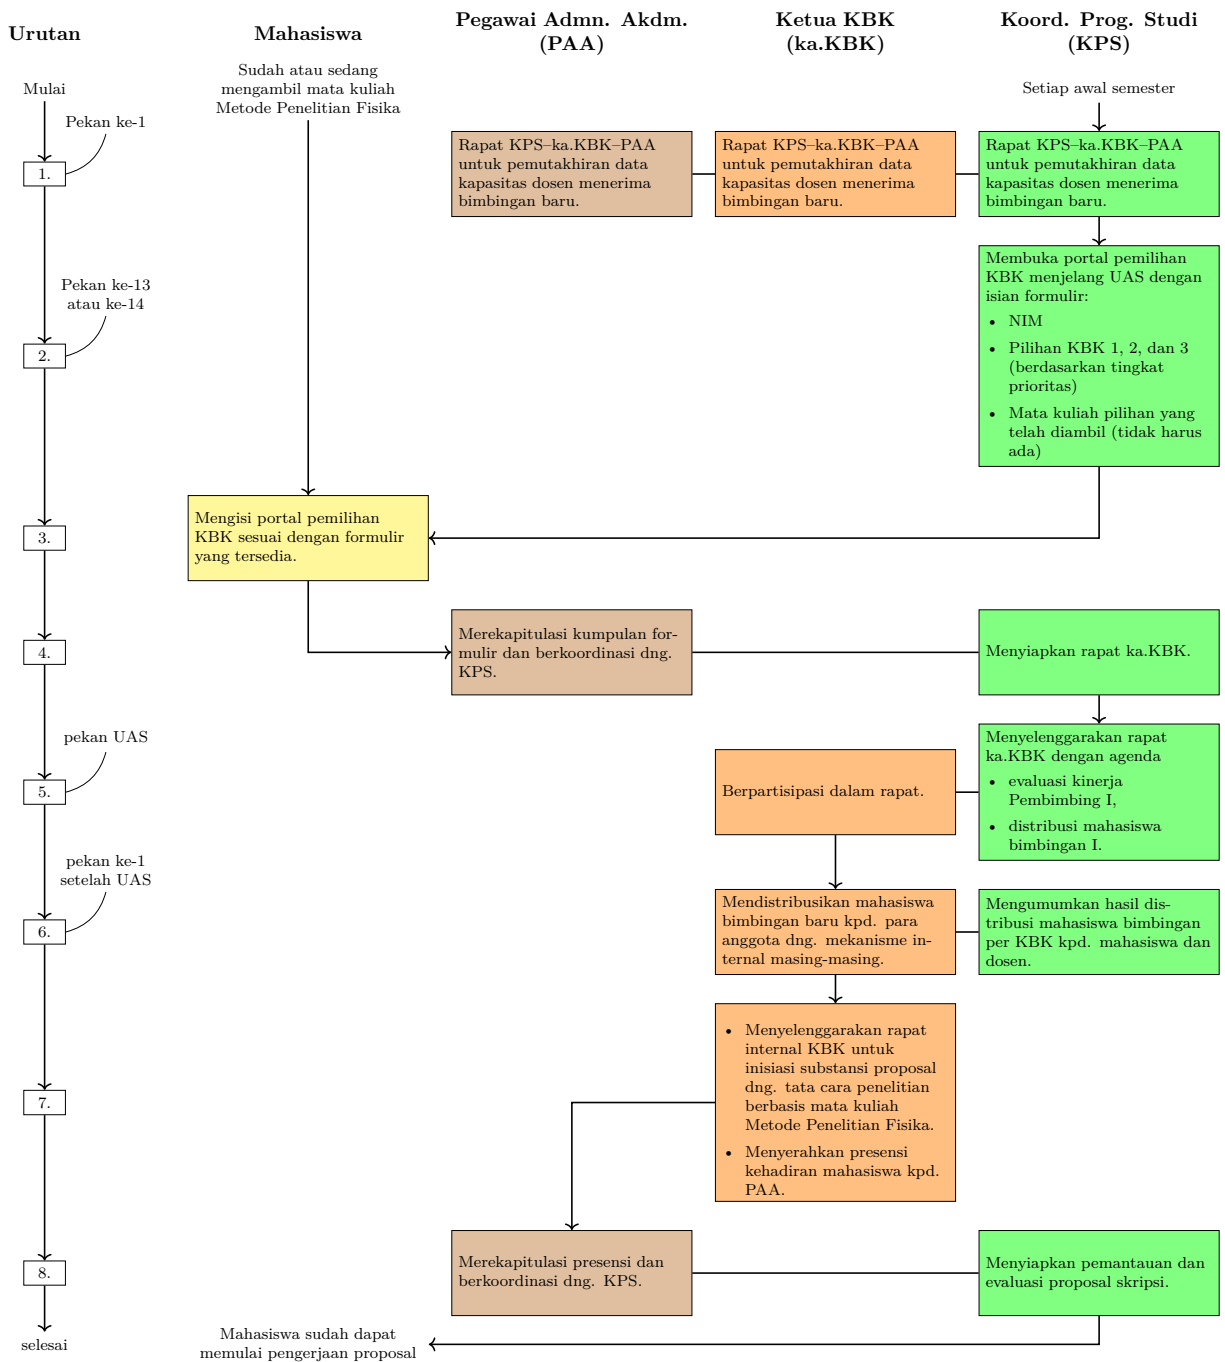 Urutan
Mahasiswa
Pegawai Admn. Akdm.
(PAA)
Ketua KBK
(ka.KBK)
Koord. Prog. Studi
(KPS)
Mulai
Sudah atau sedang
mengambil mata kuliah
Metode Penelitian Fisika
Setiap awal semester
Pekan ke-1
1.
Rapat KPS–ka.KBK–PAA
untuk pemutakhiran data
kapasitas dosen menerima
bimbingan baru.
Rapat KPS–ka.KBK–PAA
untuk pemutakhiran data
kapasitas dosen menerima
bimbingan baru.
Rapat KPS–ka.KBK–PAA
untuk pemutakhiran data
kapasitas dosen menerima
bimbingan baru.
Pekan ke-13
atau ke-14
2.
Membuka portal pemilihan
KBK menjelang UAS dengan
isian formulir:
• NIM
• Pilihan KBK 1, 2, dan 3
(berdasarkan tingkat
prioritas)
• Mata kuliah pilihan yang
telah diambil (tidak harus
ada)
3.
Mengisi portal pemilihan
KBK sesuai dengan formulir
yang tersedia.
4.
Merekapitulasi kumpulan for-
mulir dan berkoordinasi dng.
KPS.
Menyiapkan rapat ka.KBK.
pekan UAS
5.
Berpartisipasi dalam rapat.
Menyelenggarakan rapat
ka.KBK dengan agenda
• evaluasi kinerja
Pembimbing I,
• distribusi mahasiswa
bimbingan I.
pekan ke-1
setelah UAS
6.
Mendistribusikan mahasiswa
bimbingan baru kpd. para
anggota dng. mekanisme in-
ternal masing-masing.
Mengumumkan hasil dis-
tribusi mahasiswa bimbingan
per KBK kpd. mahasiswa dan
dosen.
7.
• Menyelenggarakan rapat
internal KBK untuk
inisiasi substansi proposal
dng. tata cara penelitian
berbasis mata kuliah
Metode Penelitian Fisika.
• Menyerahkan presensi
kehadiran mahasiswa kpd.
PAA.
8.
Merekapitulasi presensi dan
berkoordinasi dng. KPS.
Menyiapkan pemantauan dan
evaluasi proposal skripsi.
selesai
Mahasiswa sudah dapat
memulai pengerjaan proposal